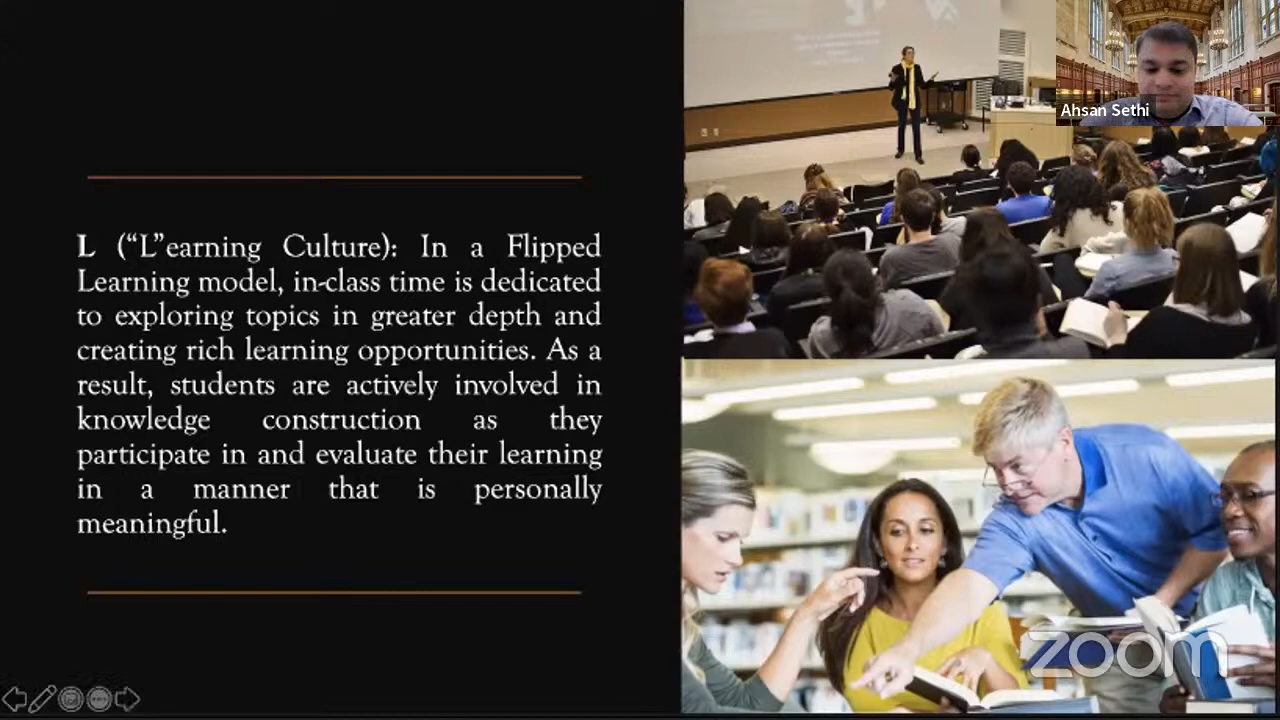 L (“L”earning Culture): In a Flipped
Learning model, in-class time is dedicated
to exploring topics in greater depth and
creating rich learning opportunities. As a
result, students are actively involved in
knowledge construction as they
participate in and evaluate their learning
in a manner that is personally
meaningful.
Ahsan Sethi
zoom